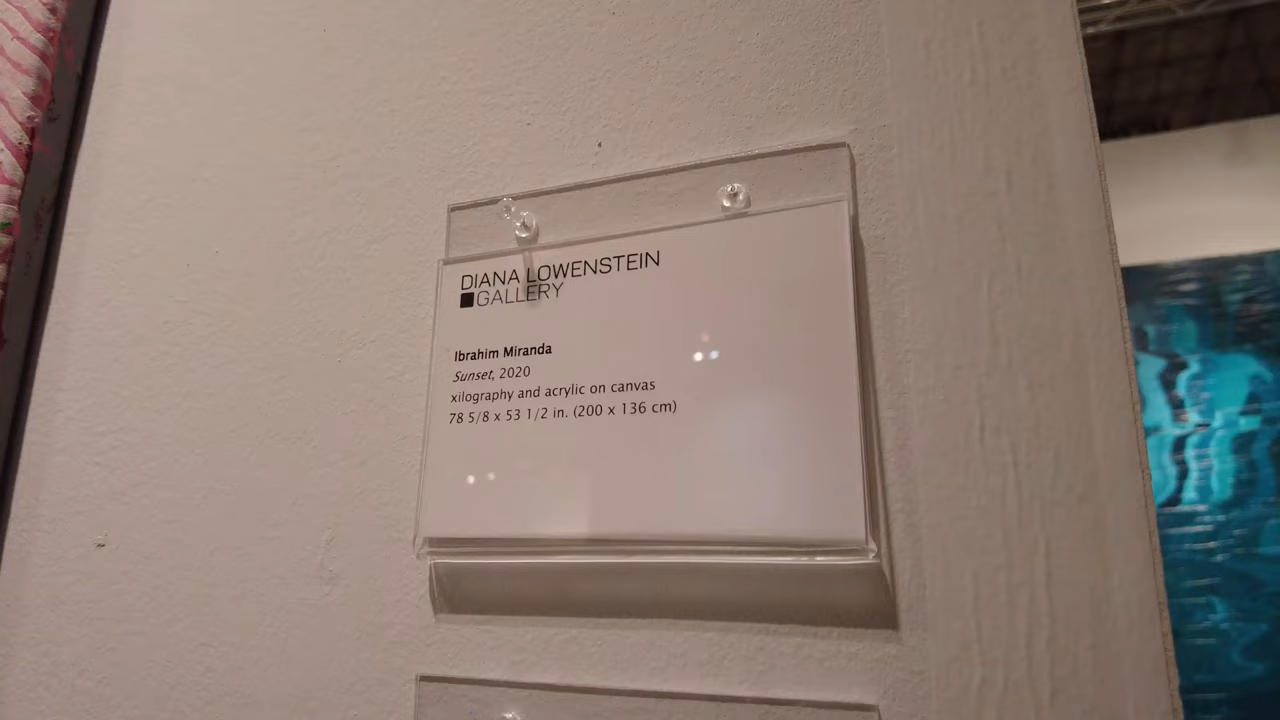 DIANA LOWENSTEIN
GALLERY
Ibrahim Miranda
Sunset, 2020
xilography and acrylic on canvas
78 5/8 x 53 1/2 in. (200 x 136 cm)